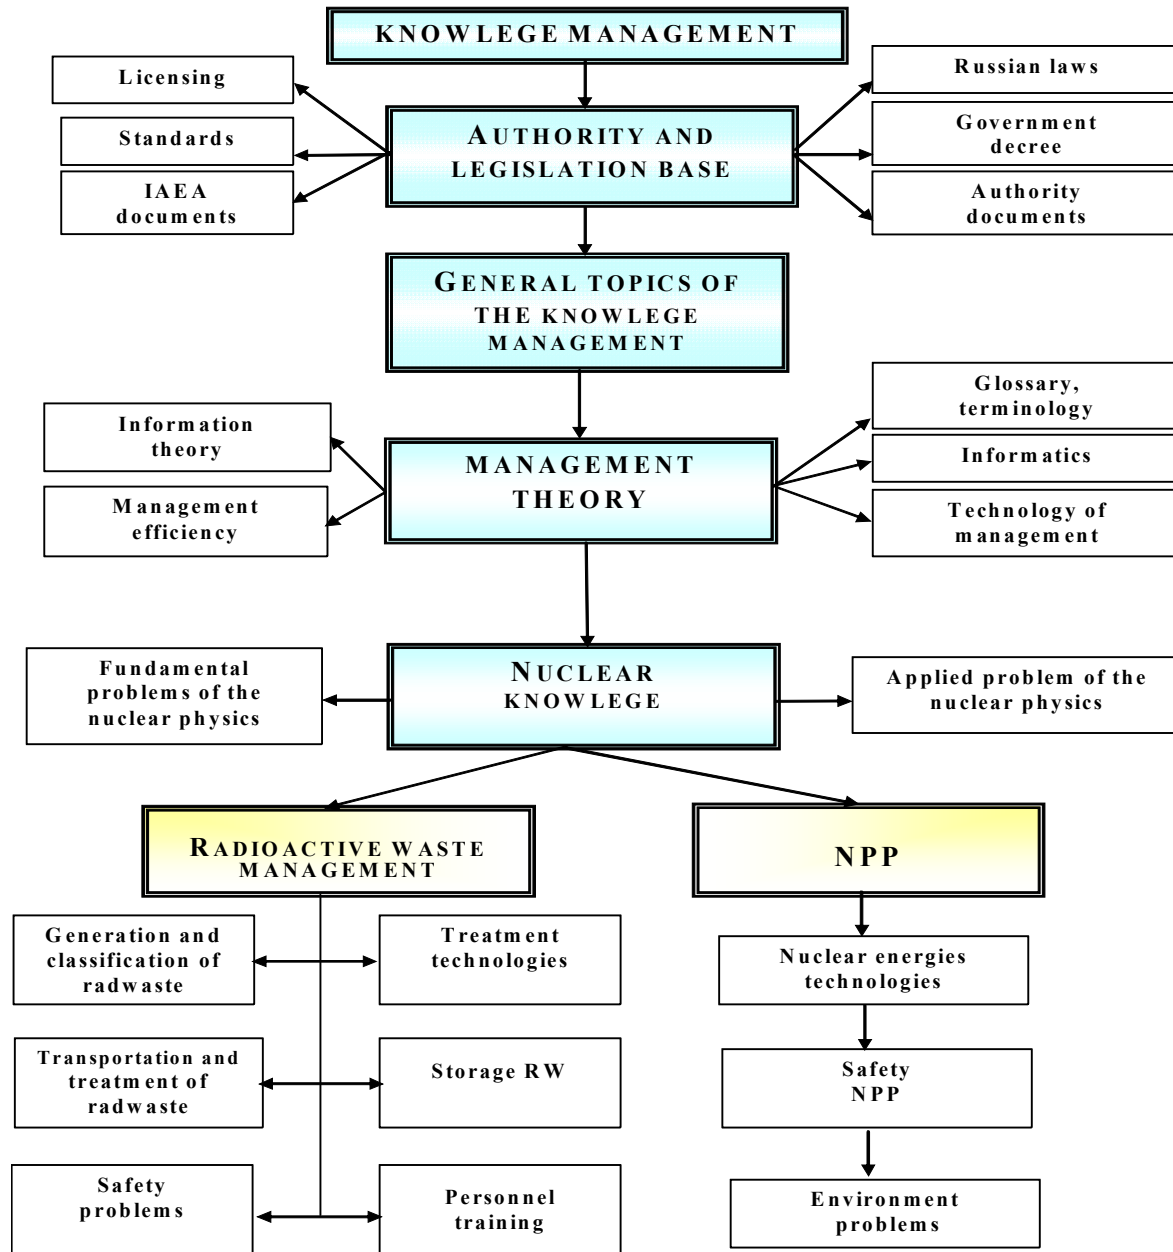 KNOWLEGE MANAGEMENT
Licensing
Standards
IAEA
documents
AUTHORITY AND
LEGISLATION BASE
Russian laws
Government
decree
Authority
documents
GENERAL TOPICS OF
THE KNOWLEGE
MANAGEMENT
Information
theory
Management
efficiency
MANAGEMENT
THEORY
Glossary,
terminology
Informatics
Technology of
management
Fundamental
problems of the
nuclear physics
NUCLEAR
KNOWLEGE
Applied problem of the
nuclear physics
RADIOACTIVE WASTE
MANAGEMENT
NPP
Generation and
classification of
radwaste
Treatment
technologies
Transportation and
treatment of
radwaste
Storage RW
Safety
problems
Personnel
training
Nuclear energies
technologies
Safety
NPP
Environment
problems